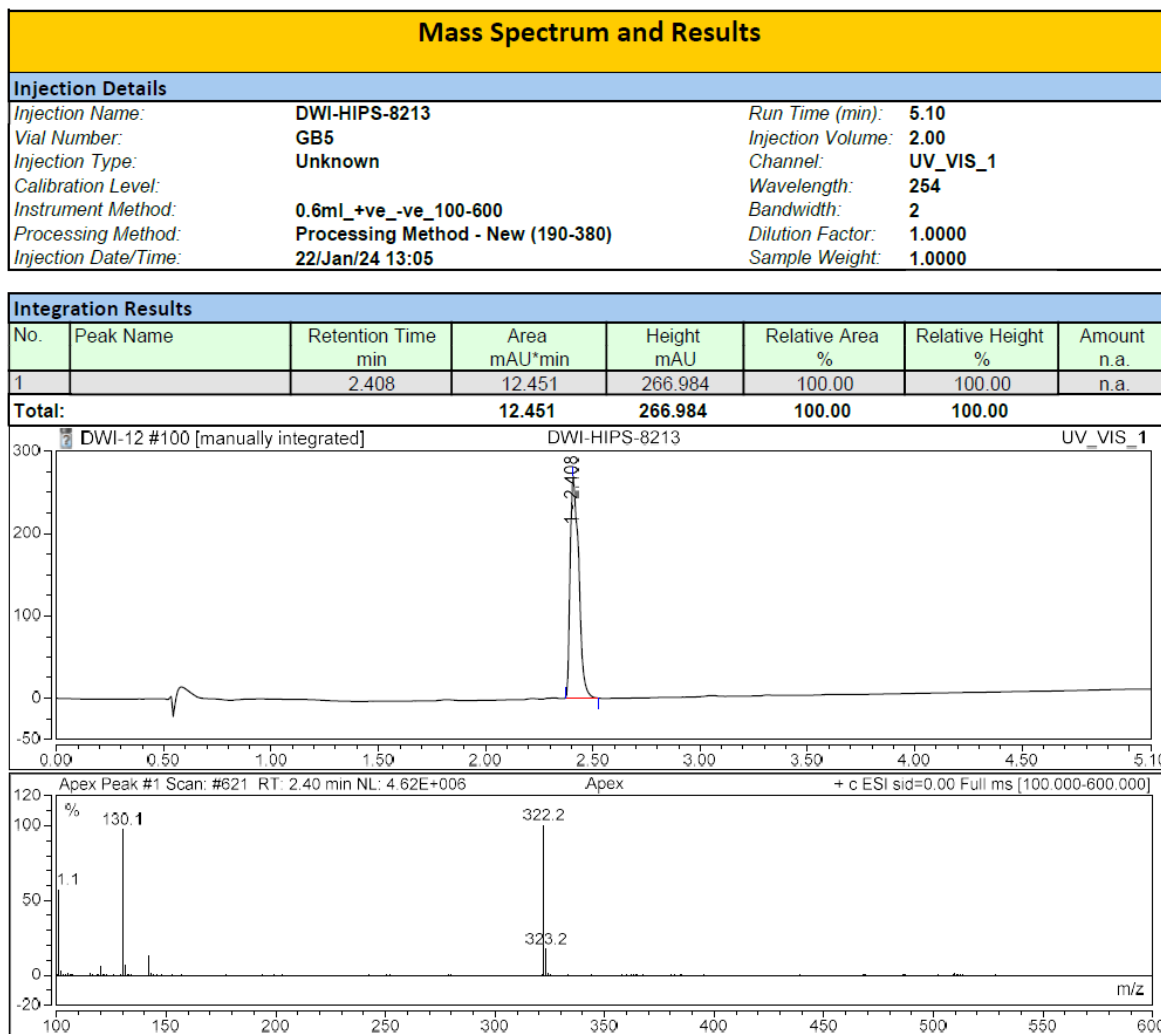 Mass Spectrum and Results
Injection Details
Injection Name: DWI-HIPS-8213 Run Time (min): 5.10
Vial Number: GB5 Injection Volume: 2.00
Injection Type: Unknown Channel: UV_VIS_1
Calibration Level: Wavelength: 254
Instrument Method: 0.6ml_+ve_-ve_100-600 Bandwidth: 2
Processing Method: Processing Method - New (190-380) Dilution Factor: 1.0000
Injection Date/Time: 22/Jan/24 13:05 Sample Weight: 1.0000
Integration Results
No. Peak Name Retention Time Area Height Relative Area Relative Height Amount
min mAU*min mAU % % n.a.
1 2.408 12.451 266.984 100.00 100.00 n.a.
Total: 12.451 266.984 100.00 100.00
DWI-12 #100 [manually integrated] DWI-HIPS-8213 UV_VIS_1
300
1 - 2.408
200
100
0
-50
0.00 0.50 1.00 1.50 2.00 2.50 3.00 3.50 4.00 4.50 5.10
Apex Peak #1 Scan: #621 RT: 2.40 min NL: 4.62E+006 Apex + c ESI sid=0.00 Full ms [100.000-600.000]
120
%
100 130.1 322.2
1.1
50
323.2
0
m/z
-20
100 150 200 250 300 350 400 450 500 550 600